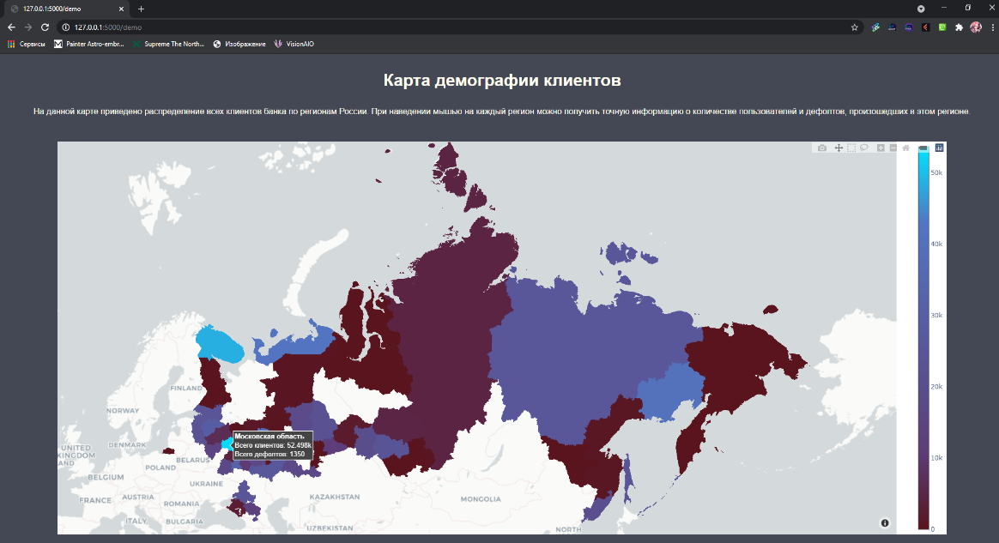 127.0.0.1:5000/demo
127.0.0.1:5000/demo
Сервисы
Painter Astro-embr...
Supreme The North...
Изображение
VisionAIO
Карта демографии клиентов
На данной карте приведено распределение всех клиентов банка по регионам России. При наведении мышью на каждый регион можно получить точную информацию о количестве пользователей и дефолтов, произошедших в этом регионе.
50k
40k
30k
20k
10k
0
FINLAND
NORWAY
Московская область
Всего клиентов: 52.498k
Всего дефолтов: 1350
UNITED
KINGDOM
AND
DENMARK
BELARUS
POLAND
BELGIUM
UKRAINE
FRANCE
AUSTRIA
ROMANIA
KAZAKHSTAN
MONGOLIA
ITALY
BULGARIA
UZBEKISTAN
NORTH